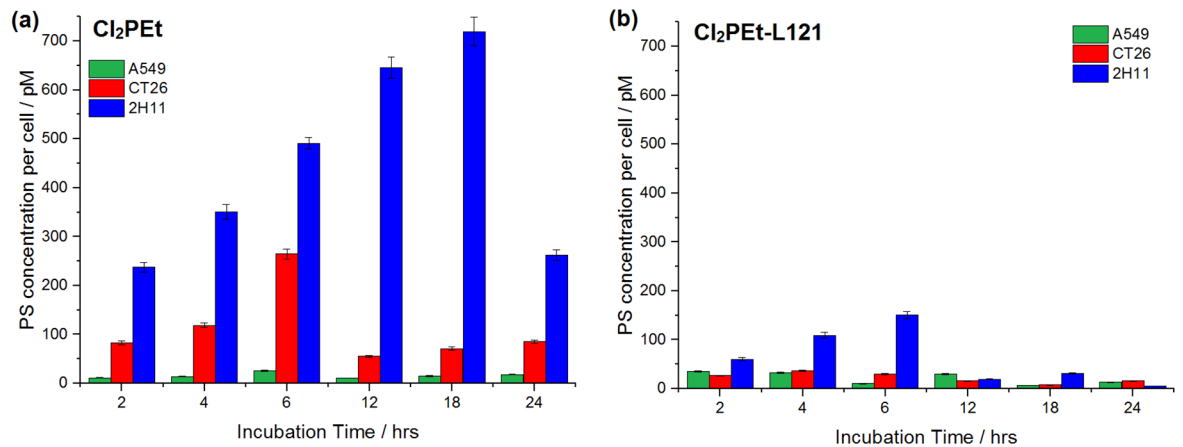 (a)
Cl₂PEt
A549
CT26
2H11
PS concentration per cell / pM
700
600
500
400
300
200
100
0
2 4 6 12 18 24
Incubation Time / hrs
(b)
Cl₂PEt-L121
A549
CT26
2H11
PS concentration per cell / pM
700
600
500
400
300
200
100
0
2 4 6 12 18 24
Incubation Time / hrs